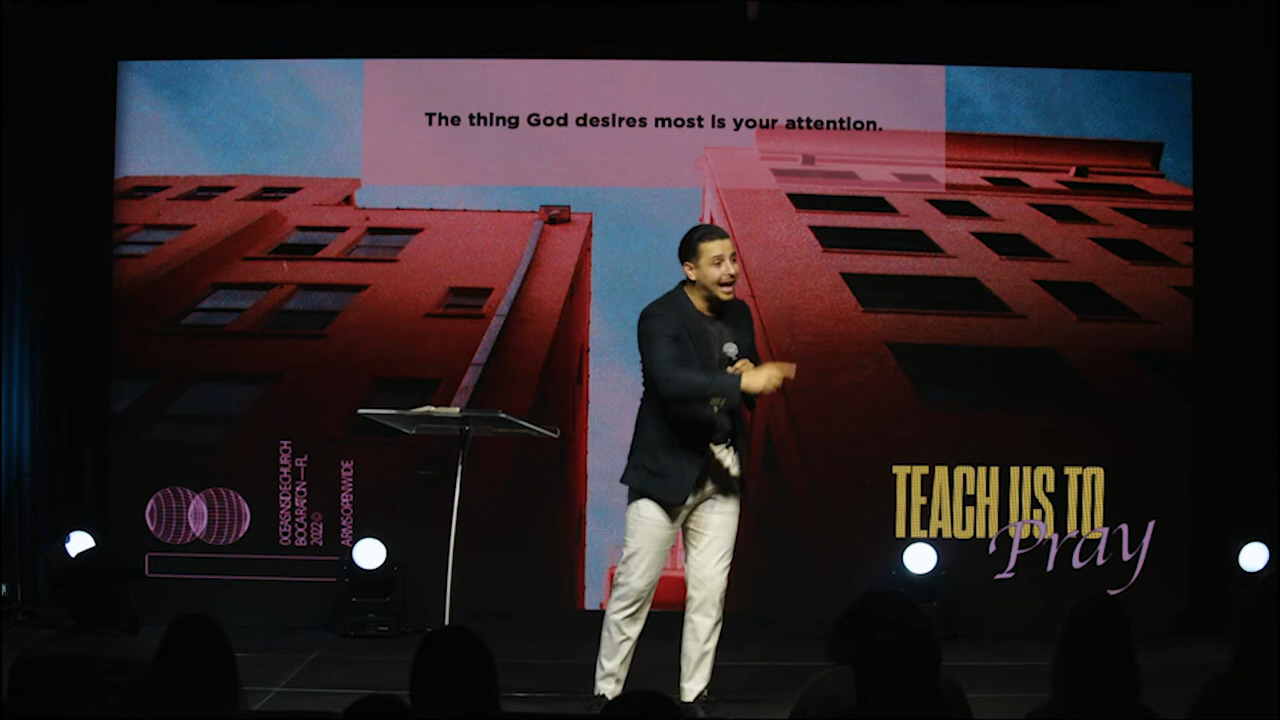 The thing God desires most is your attention.
OCEANSIDECHURCH
BOCA RATON—FL
2022©
ARMSOPENWIDE
TEACH US TO
Pray